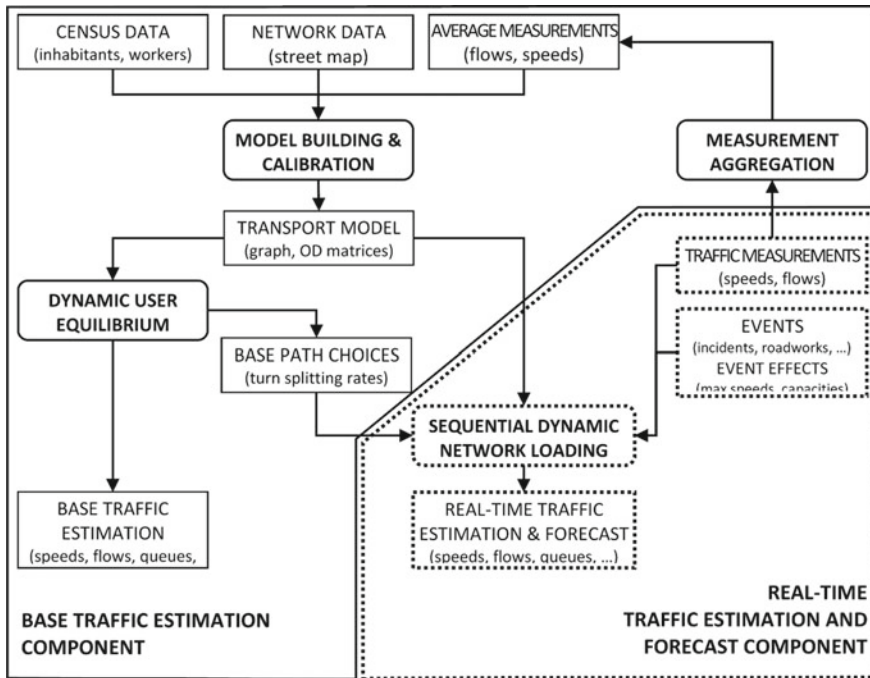 CENSUS DATA
(inhabitants, workers)
NETWORK DATA
(street map)
AVERAGE MEASUREMENTS
(flows, speeds)
MODEL BUILDING &
CALIBRATION
MEASUREMENT
AGGREGATION
TRANSPORT MODEL
(graph, OD matrices)
TRAFFIC MEASUREMENTS
(speeds, flows)
DYNAMIC USER
EQUILIBRIUM
EVENTS
(incidents, roadworks, ...)
EVENT EFFECTS
(max speeds, capacities)
BASE PATH CHOICES
(turn splitting rates)
SEQUENTIAL DYNAMIC
NETWORK LOADING
BASE TRAFFIC
ESTIMATION
(speeds, flows, queues,
REAL-TIME TRAFFIC
ESTIMATION & FORECAST
(speeds, flows, queues, ...)
BASE TRAFFIC ESTIMATION
COMPONENT
REAL-TIME
TRAFFIC ESTIMATION AND
FORECAST COMPONENT